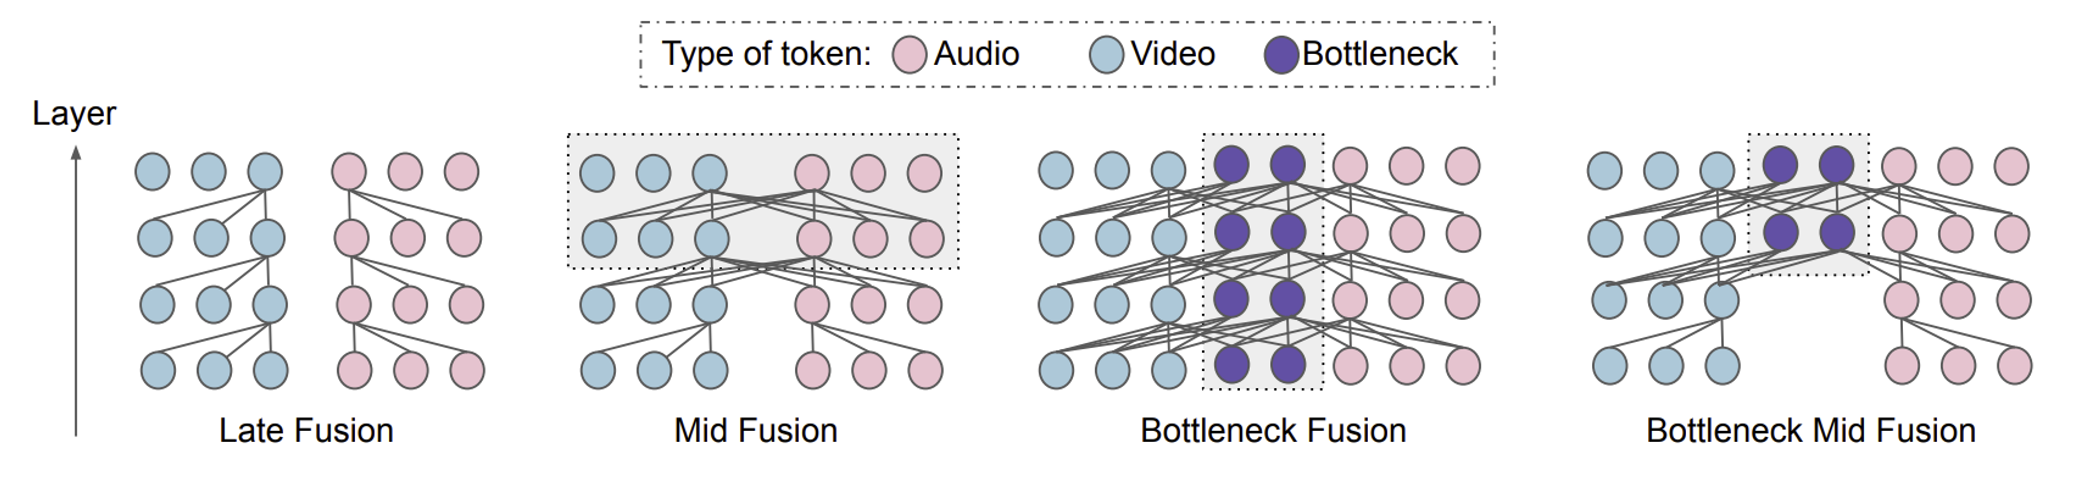 Type of token: Audio Video Bottleneck
Layer
Late Fusion
Mid Fusion
Bottleneck Fusion
Bottleneck Mid Fusion